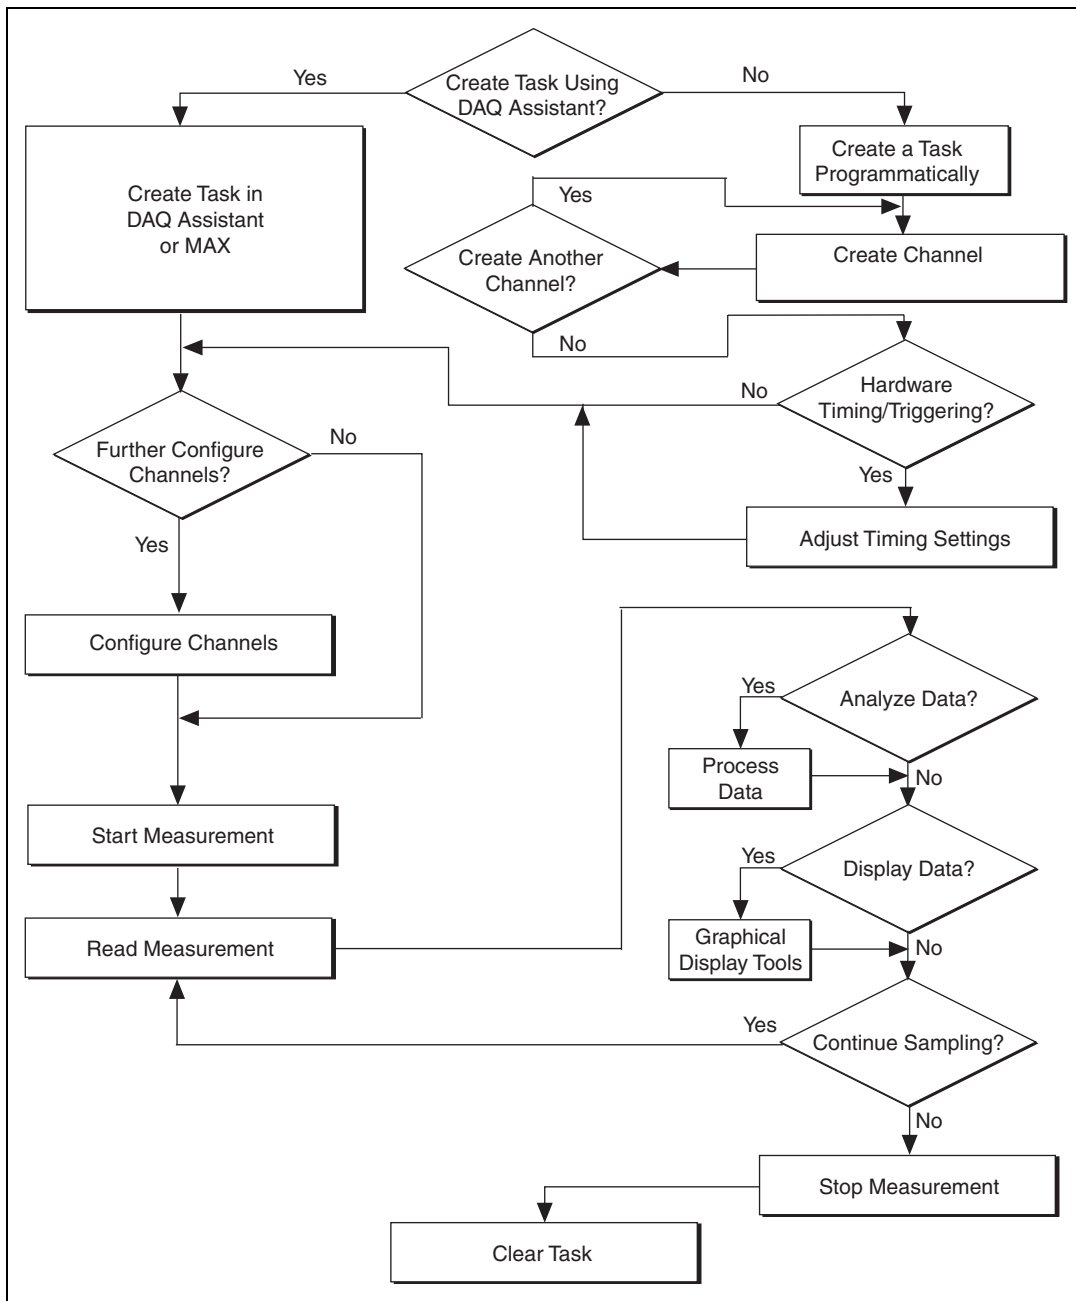 Create Task Using
DAQ Assistant?
Yes
No
Create Task in
DAQ Assistant
or MAX
Create a Task
Programmatically
Yes
Create Another
Channel?
Create Channel
No
Hardware
Timing/Triggering?
No
Yes
Adjust Timing Settings
Further Configure
Channels?
No
Yes
Configure Channels
Start Measurement
Read Measurement
Analyze Data?
Yes
Process
Data
No
Display Data?
Yes
Graphical
Display Tools
No
Continue Sampling?
Yes
No
Stop Measurement
Clear Task